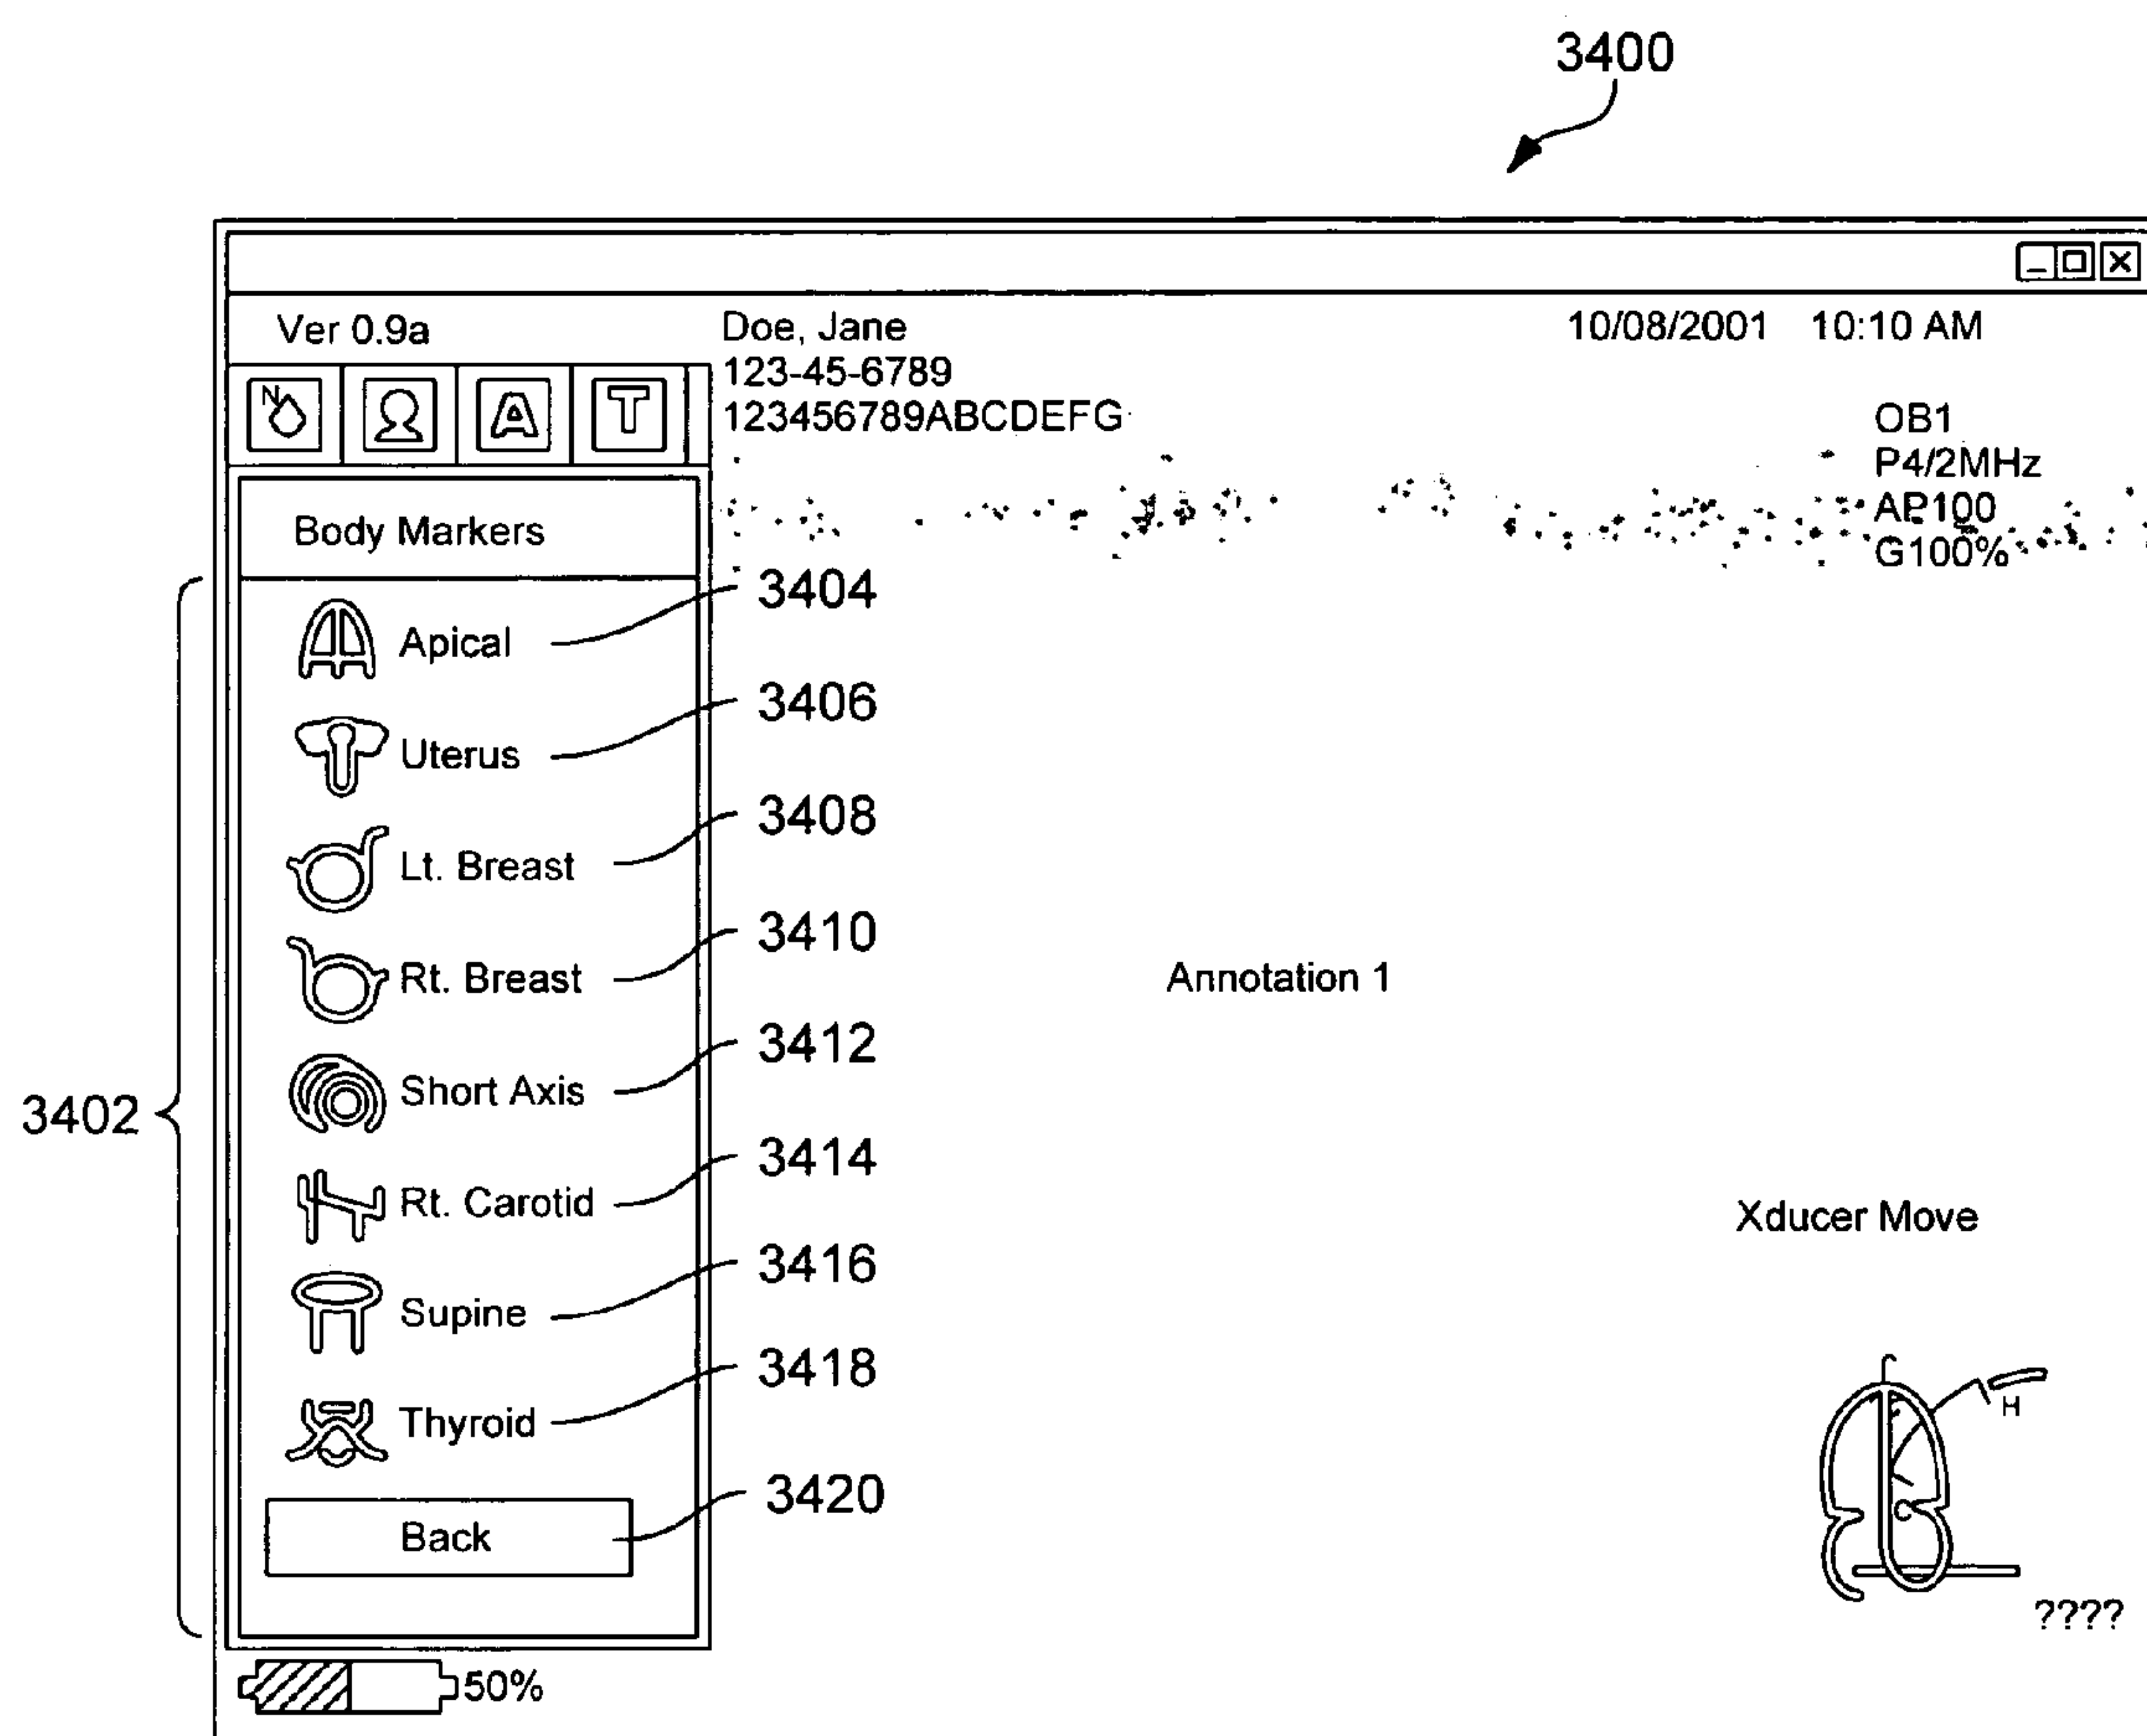 3400
Ver 0.9a
Doe, Jane
10/08/2001 10:10 AM
123-45-6789
N
A
T
123456789ABCDEFG
OB1
P4/2MHz
AP100
G100%
Body Markers
3404
Apical
3406
Uterus
3408
Lt. Breast
3410
Rt. Breast
Annotation 1
3412
Short Axis
3402
3414
Rt. Carotid
Xducer Move
3416
Supine
3418
Thyroid
H
3420
Back
????
50%